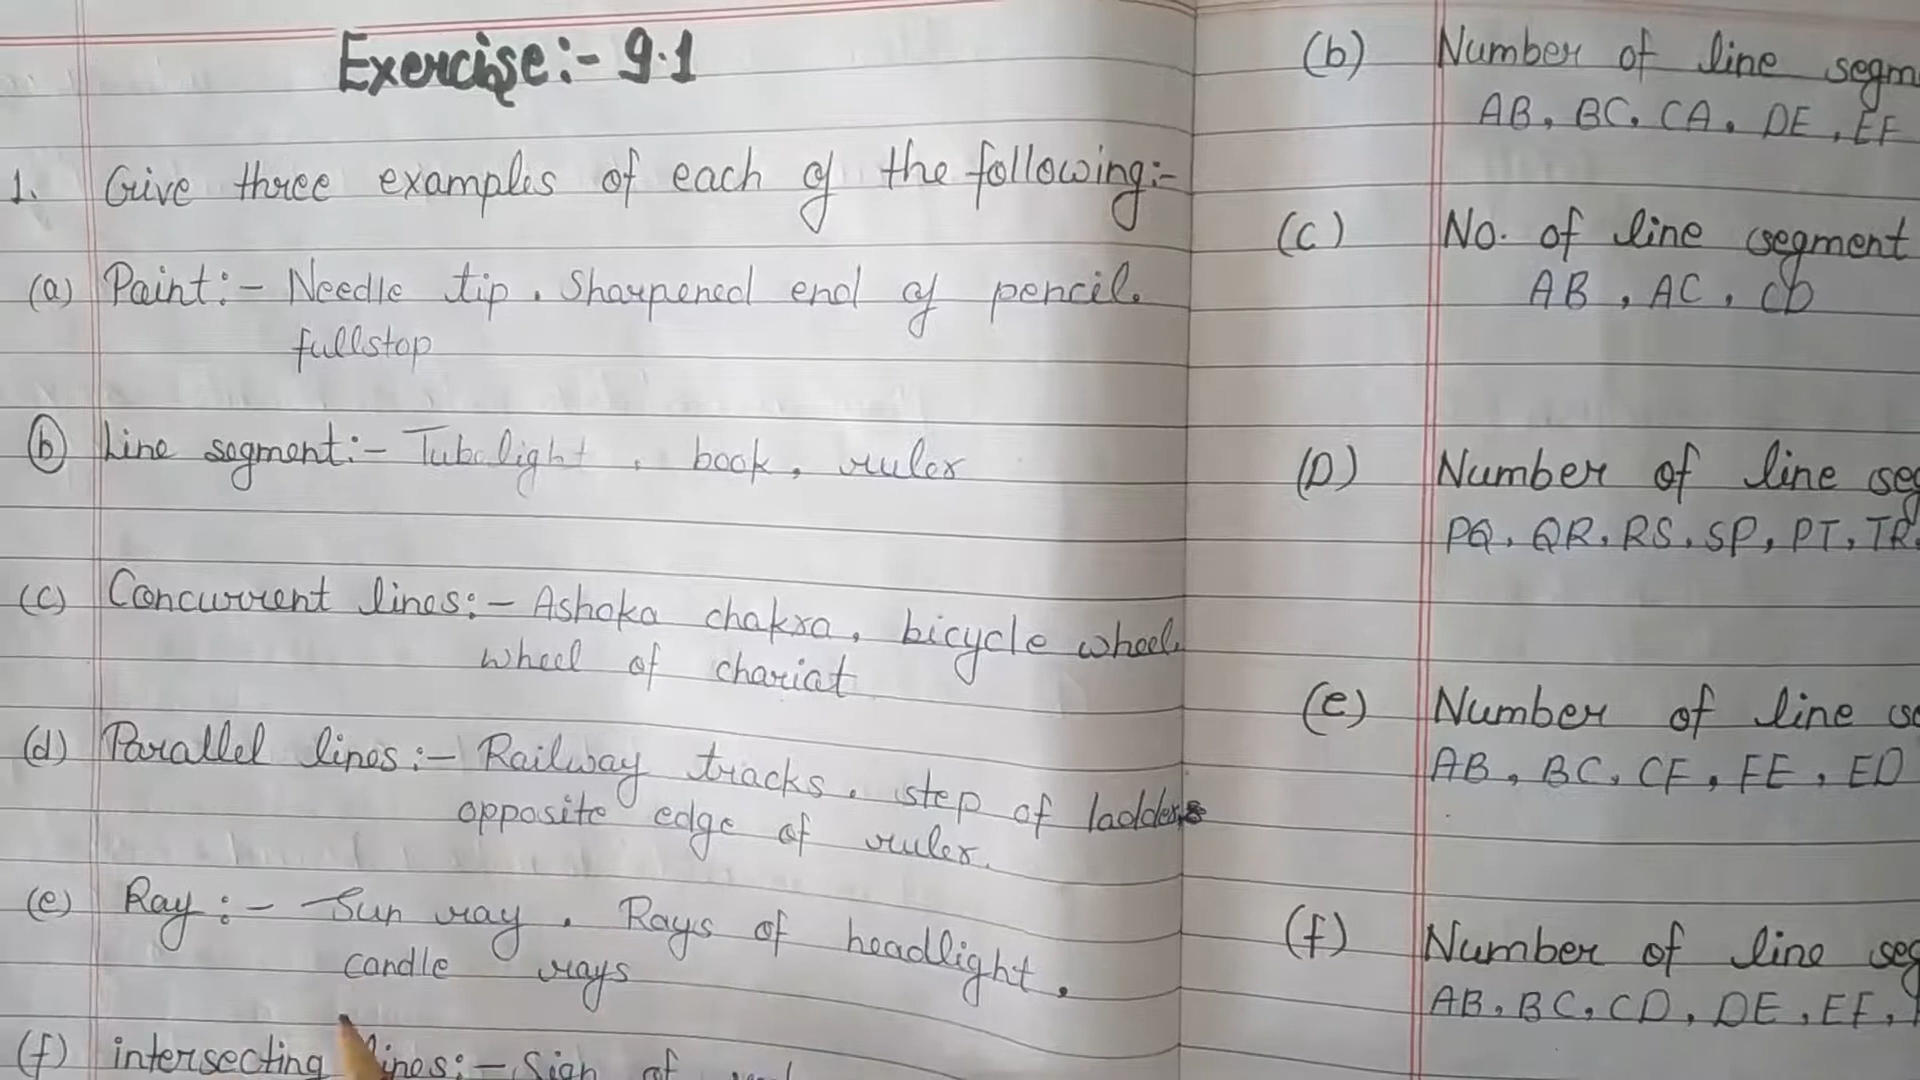 Exercise:- 9.1
1. Give three examples of each of the following:-
(a) Point:- Needle tip, Sharpened end of pencil.
fullstop
(b) Line segment:- Tubelight, book, ruler
(c) Concurrent lines:- Ashoka chakra, bicycle wheel,
wheel of chariot
(d) Parallel lines:- Railway tracks, step of ladders
opposite edge of ruler.
(e) Ray:- Sun ray, Rays of headlight,
candle rays
(f) intersecting lines:- Sign of
(b) Number of line segm
AB, BC, CA, DE, EF
(c) No. of line segment
AB, AC, CD
(D) Number of line seg
PQ, QR, RS, SP, PT, TR,
(e) Number of line se
AB, BC, CF, FE, ED
(f) Number of line seg
AB, BC, CD, DE, EF,